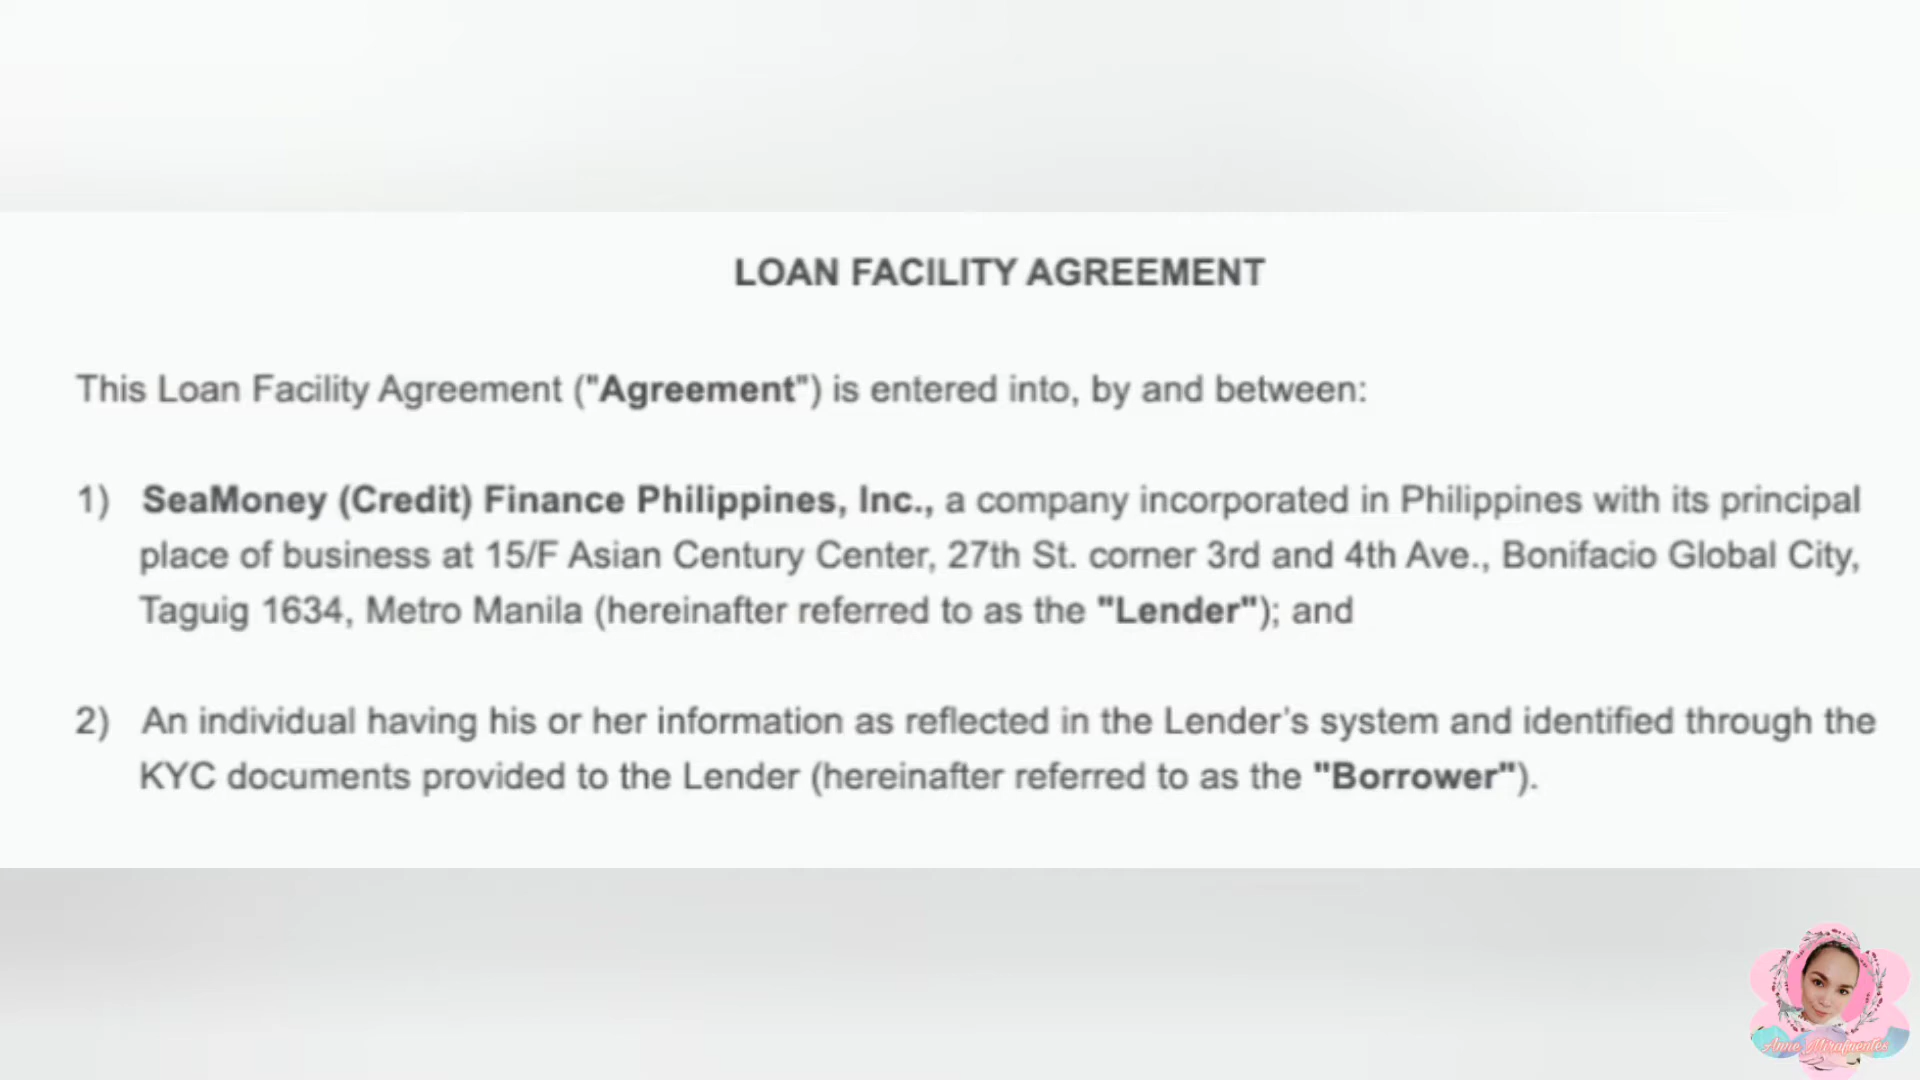 LOAN FACILITY AGREEMENT
This Loan Facility Agreement ("Agreement") is entered into, by and between:
1) SeaMoney (Credit) Finance Philippines, Inc., a company incorporated in Philippines with its principal
place of business at 15/F Asian Century Center, 27th St. corner 3rd and 4th Ave., Bonifacio Global City,
Taguig 1634, Metro Manila (hereinafter referred to as the "Lender"); and
2) An individual having his or her information as reflected in the Lender's system and identified through the
KYC documents provided to the Lender (hereinafter referred to as the "Borrower").
Anne Mirafuentes